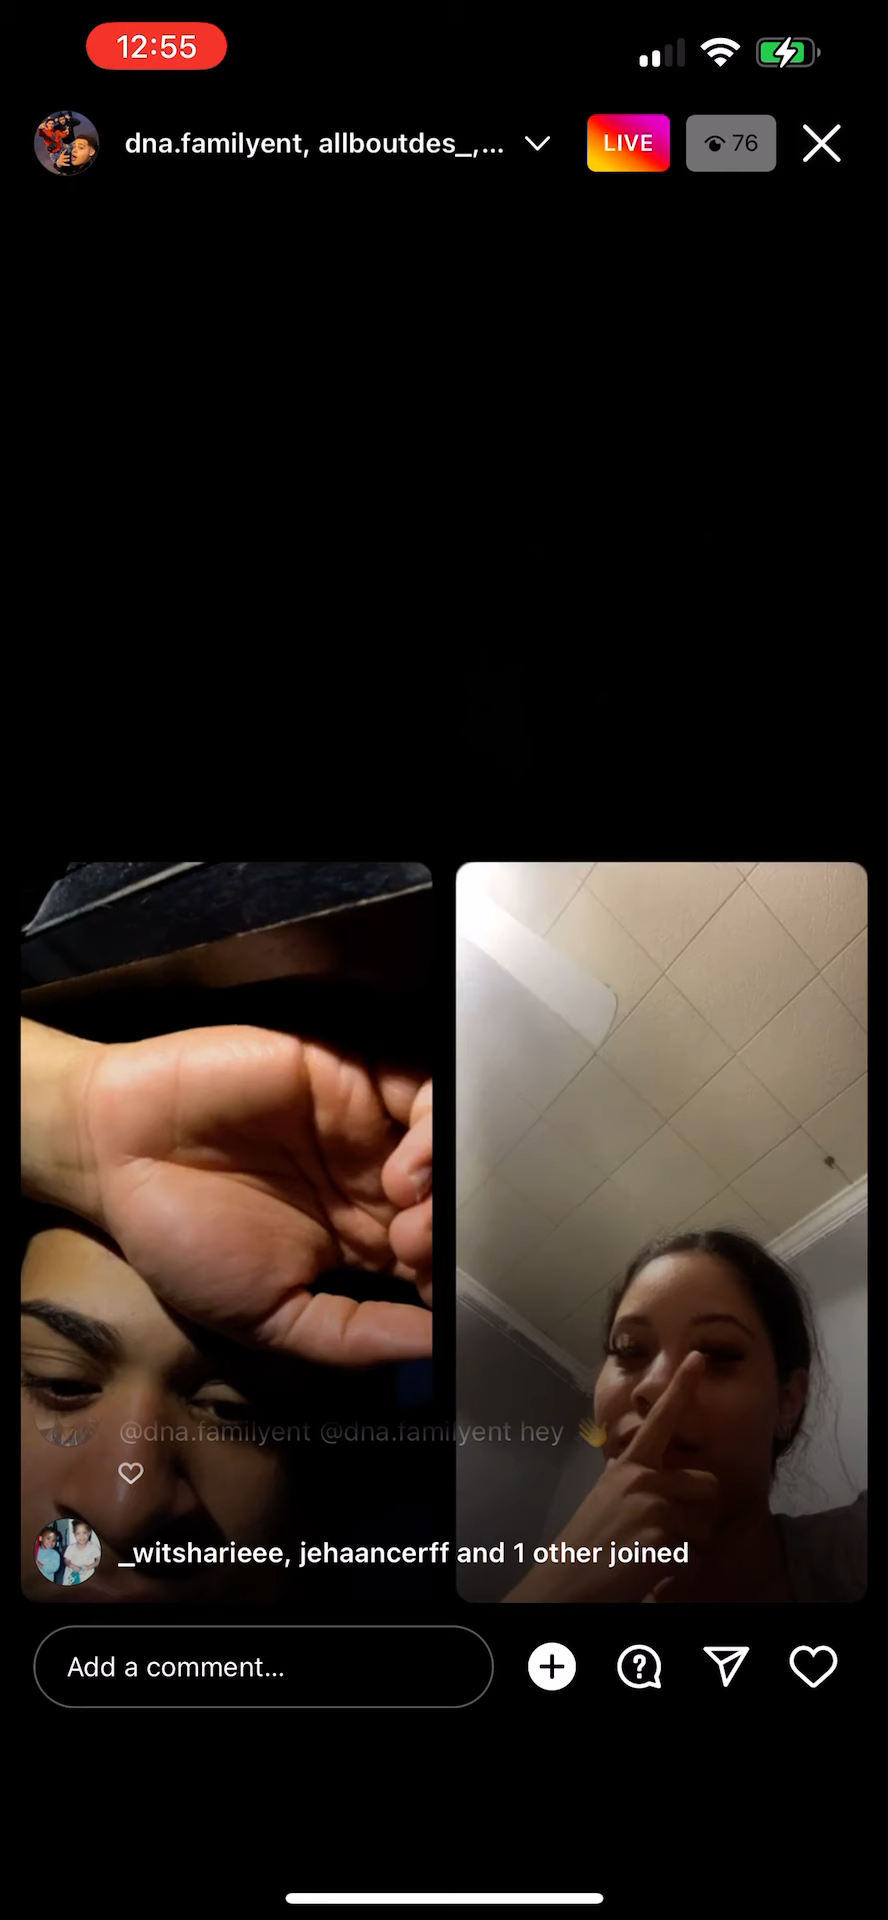 12:55
dna.familyent, allboutdes_,...
LIVE
76
@dna.familyent @dna.familyent hey 👋
_witsharieee, jehaancerff and 1 other joined
Add a comment...